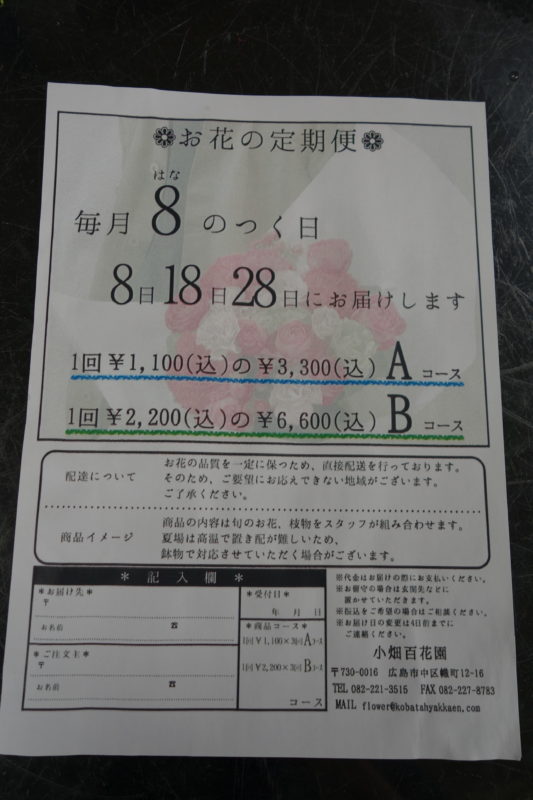 お花の定期便
はな
毎月 8 のつく日
8日18日28日にお届けします
1回￥1,100(込)の￥3,300(込) A コース
1回￥2,200(込)の￥6,600(込) B コース
配達について
お花の品質を一定に保つため、直接配送を行っております。
そのため、ご要望にお応えできない地域がございます。
ご了承ください。
商品イメージ
商品の内容は旬のお花、枝物をスタッフが組み合わせます。
夏場は高温で置き配が難しいため、
鉢物で対応させていただく場合がございます。
＊ 記入欄 ＊
＊お届け先＊
〒
お名前 ☎
＊ご注文主＊
〒
お名前 ☎
＊受付日＊
年 月 日
＊商品コース＊
1回￥1,100×3回Aコース
1回￥2,200×3回Bコース
コース
※代金はお届けの際にお支払いください。
※お留守の場合は玄関先などに
置かせていただきます。
※振込をご希望の場合はご相談ください。
※お届け日の変更は4日前までに
ご連絡ください。
小畑百花園
〒730-0016 広島市中区幟町12-16
TEL 082-221-3515 FAX 082-227-8783
MAIL flower@kobatahyakkaen.com